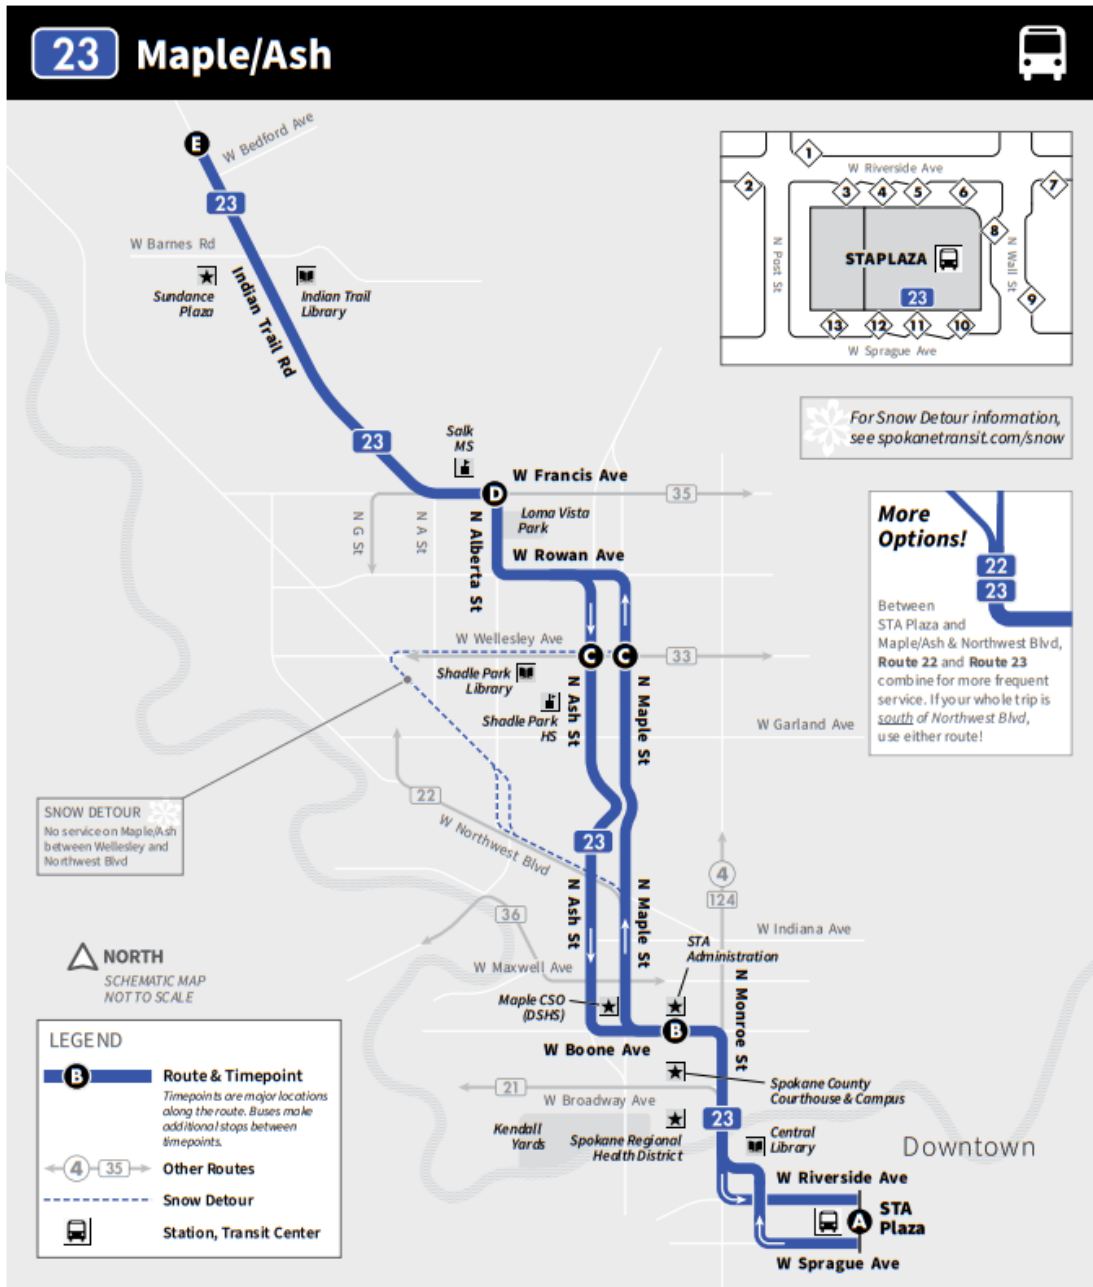 23 Maple/Ash
E
W Bedford Ave
23
W Barnes Rd
Sundance
Plaza
Indian Trail
Library
Indian Trail Rd
23
Salk
MS
D
W Francis Ave
35
N G St
N A St
N Alberta St
Loma Vista
Park
W Rowan Ave
W Wellesley Ave
C
C
33
Shadle Park
Library
Shadle Park
HS
N Ash St
N Maple St
W Garland Ave
22
W Northwest Blvd
23
SNOW DETOUR
No service on Maple/Ash
between Wellesley and
Northwest Blvd
4
124
N Ash St
N Maple St
36
W Indiana Ave
STA
Administration
W Maxwell Ave
N Monroe St
Maple CSO
(DSHS)
B
W Boone Ave
21
W Broadway Ave
Spokane County
Courthouse & Campus
Kendall
Yards
Spokane Regional
Health District
23
Central
Library
Downtown
W Riverside Ave
A
STA
Plaza
W Sprague Ave
NORTH
SCHEMATIC MAP
NOT TO SCALE
LEGEND
B
Route & Timepoint
Timepoints are major locations
along the route. Buses make
additional stops between
timepoints.
4
35
Other Routes
Snow Detour
Station, Transit Center
1
W Riverside Ave
2
3
4
5
6
7
8
N Post St
STA PLAZA
N Wall St
23
9
13
12
11
10
W Sprague Ave
For Snow Detour information,
see spokanetransit.com/snow
More
Options!
22
23
Between
STA Plaza and
Maple/Ash & Northwest Blvd,
Route 22 and Route 23
combine for more frequent
service. If your whole trip is
south of Northwest Blvd,
use either route!